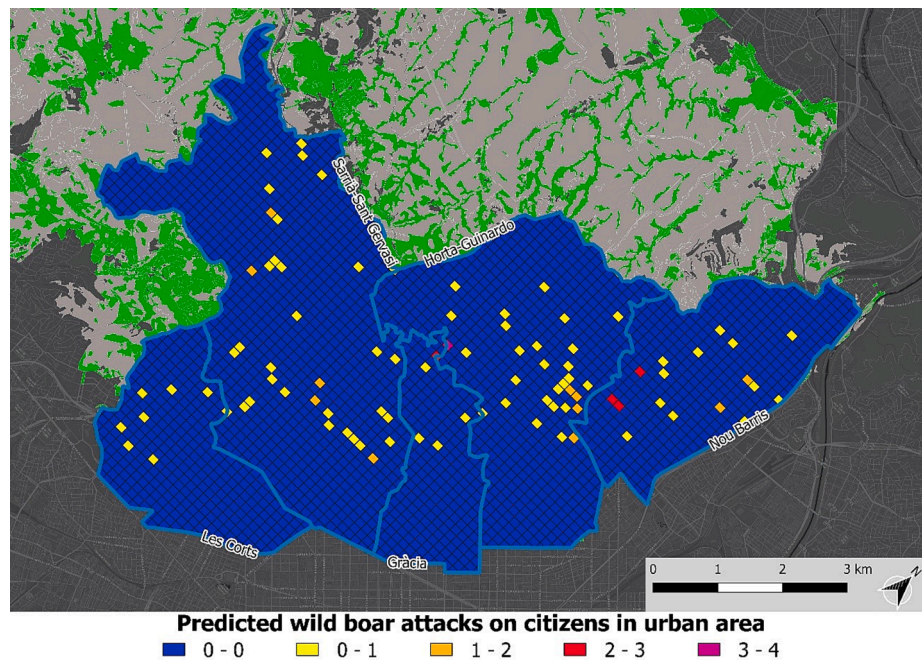 Sarrià-Sant Gervasi
Horta-Guinardo
Nou Barris
Les Corts
Gràcia
0 1 2 3 km
N
Predicted wild boar attacks on citizens in urban area
0 - 0 0 - 1 1 - 2 2 - 3 3 - 4